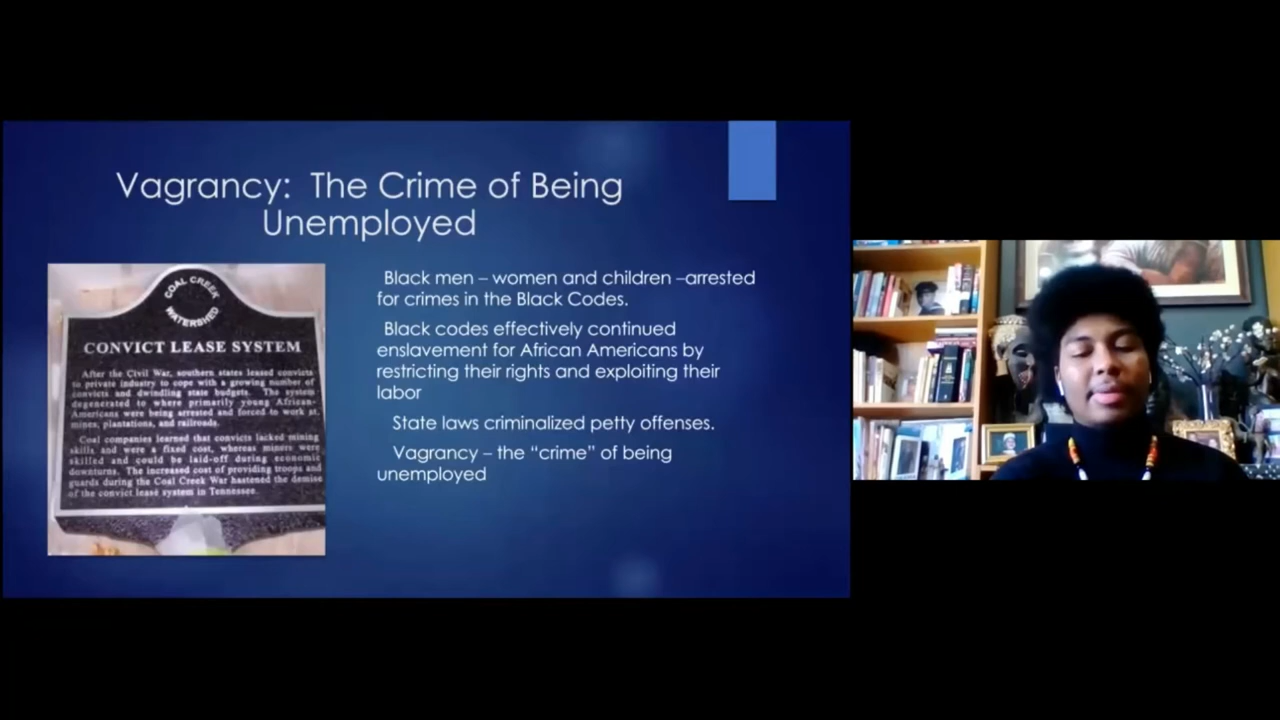 Vagrancy:  The Crime of Being
Unemployed
COAL CREEK
WATERSHED
CONVICT LEASE SYSTEM
After the Civil War, southern states leased convicts
to private industry to cope with a growing number of
convicts and dwindling state budgets. The system
degenerated to where primarily young African-
Americans were being arrested and forced to work at
mines, plantations, and railroads.
Coal companies learned that convicts lacked mining
skills and were a fixed cost, whereas miners were
skilled and could be laid-off during economic
downturns. The increased cost of providing troops and
guards during the Coal Creek War hastened the demise
of the convict lease system in Tennessee.
Black men – women and children –arrested
for crimes in the Black Codes.
Black codes effectively continued
enslavement for African Americans by
restricting their rights and exploiting their
labor
State laws criminalized petty offenses.
Vagrancy – the “crime” of being
unemployed